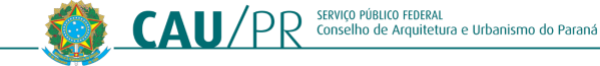 CAU/PR
SERVIÇO PÚBLICO FEDERAL
Conselho de Arquitetura e Urbanismo do Paraná